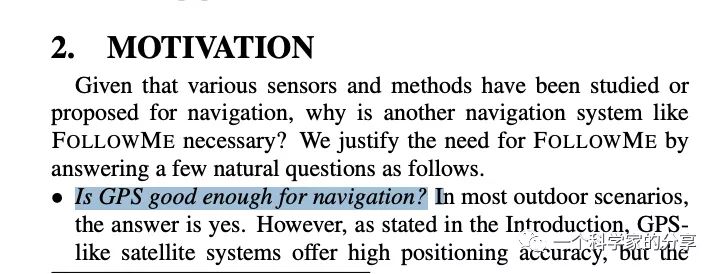 2. MOTIVATION
Given that various sensors and methods have been studied or
proposed for navigation, why is another navigation system like
FOLLOWME necessary? We justify the need for FOLLOWME by
answering a few natural questions as follows.
• Is GPS good enough for navigation? In most outdoor scenarios,
the answer is yes. However, as stated in the Introduction, GPS-
like satellite systems offer high positioning accuracy, but the
一个科学家的分享